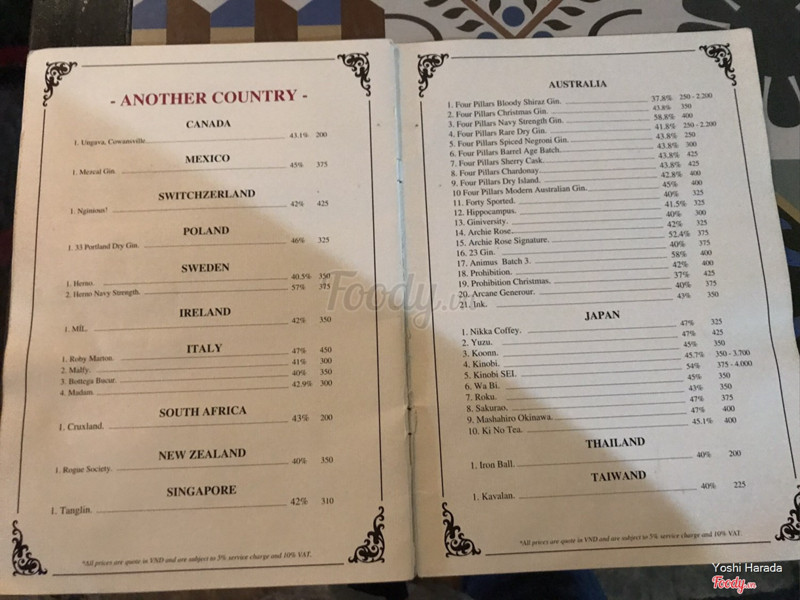 - ANOTHER COUNTRY -
CANADA
1. Ungava, Cowansville. 43.1% 200
MEXICO
1. Mezcal Gin. 45% 375
SWITCHZERLAND
1. Nginious! 42% 425
POLAND
1. 33 Portland Dry Gin. 46% 325
SWEDEN
1. Herno. 40.5% 350
2. Herno Navy Strength. 57% 375
IRELAND
1. MIL. 42% 350
ITALY
1. Roby Marton. 47% 450
2. Malfy. 41% 300
3. Bottega Bacur. 40% 350
4. Madam. 42.9% 300
SOUTH AFRICA
1. Cruxland. 43% 200
NEW ZEALAND
1. Rogue Society. 40% 350
SINGAPORE
1. Tanglin. 42% 310
*All prices are quote in VND and are subject to 5% service charge and 10% VAT.
AUSTRALIA
1. Four Pillars Bloody Shiraz Gin. 37.8% 250 - 2.200
2. Four Pillars Christmas Gin. 43.8% 350
3. Four Pillars Navy Strength Gin. 58.8% 400
4. Four Pillars Rare Dry Gin. 41.8% 250 - 2.200
5. Four Pillars Spiced Negroni Gin. 43.8% 250
6. Four Pillars Barrel Age Batch. 43.8% 300
7. Four Pillars Sherry Cask. 43.8% 425
8. Four Pillars Chardonay. 43.8% 425
9. Four Pillars Dry Island. 42.8% 400
10 Four Pillars Modern Australian Gin. 45% 400
11. Forty Sported. 40% 325
12. Hippocampus. 41.5% 325
13. Giniversity. 40% 300
14. Archie Rose. 42% 325
15. Archie Rose Signature. 52.4% 375
16. 23 Gin. 40% 375
17. Animus Batch 3. 58% 400
18. Prohibition. 42% 400
19. Prohibition Christmas. 37% 425
20. Arcane Generour. 40% 375
21. Ink. 43% 350
JAPAN
1. Nikka Coffey. 47% 325
2. Yuzu. 47% 425
3. Koonn. 45% 350
4. Kinobi. 45.7% 350 - 3.700
5. Kinobi SEI. 54% 375 - 4.000
6. Wa Bi. 45% 350
7. Roku. 43% 350
8. Sakurao. 47% 375
9. Mashahiro Okinawa. 47% 400
10. Ki No Tea. 45.1% 400
THAILAND
1. Iron Ball. 40% 200
TAIWAND
1. Kavalan. 40% 225
*All prices are quote in VND and are subject to 5% service charge and 10% VAT.
Foody.vn
Yoshi Harada
Foody.vn